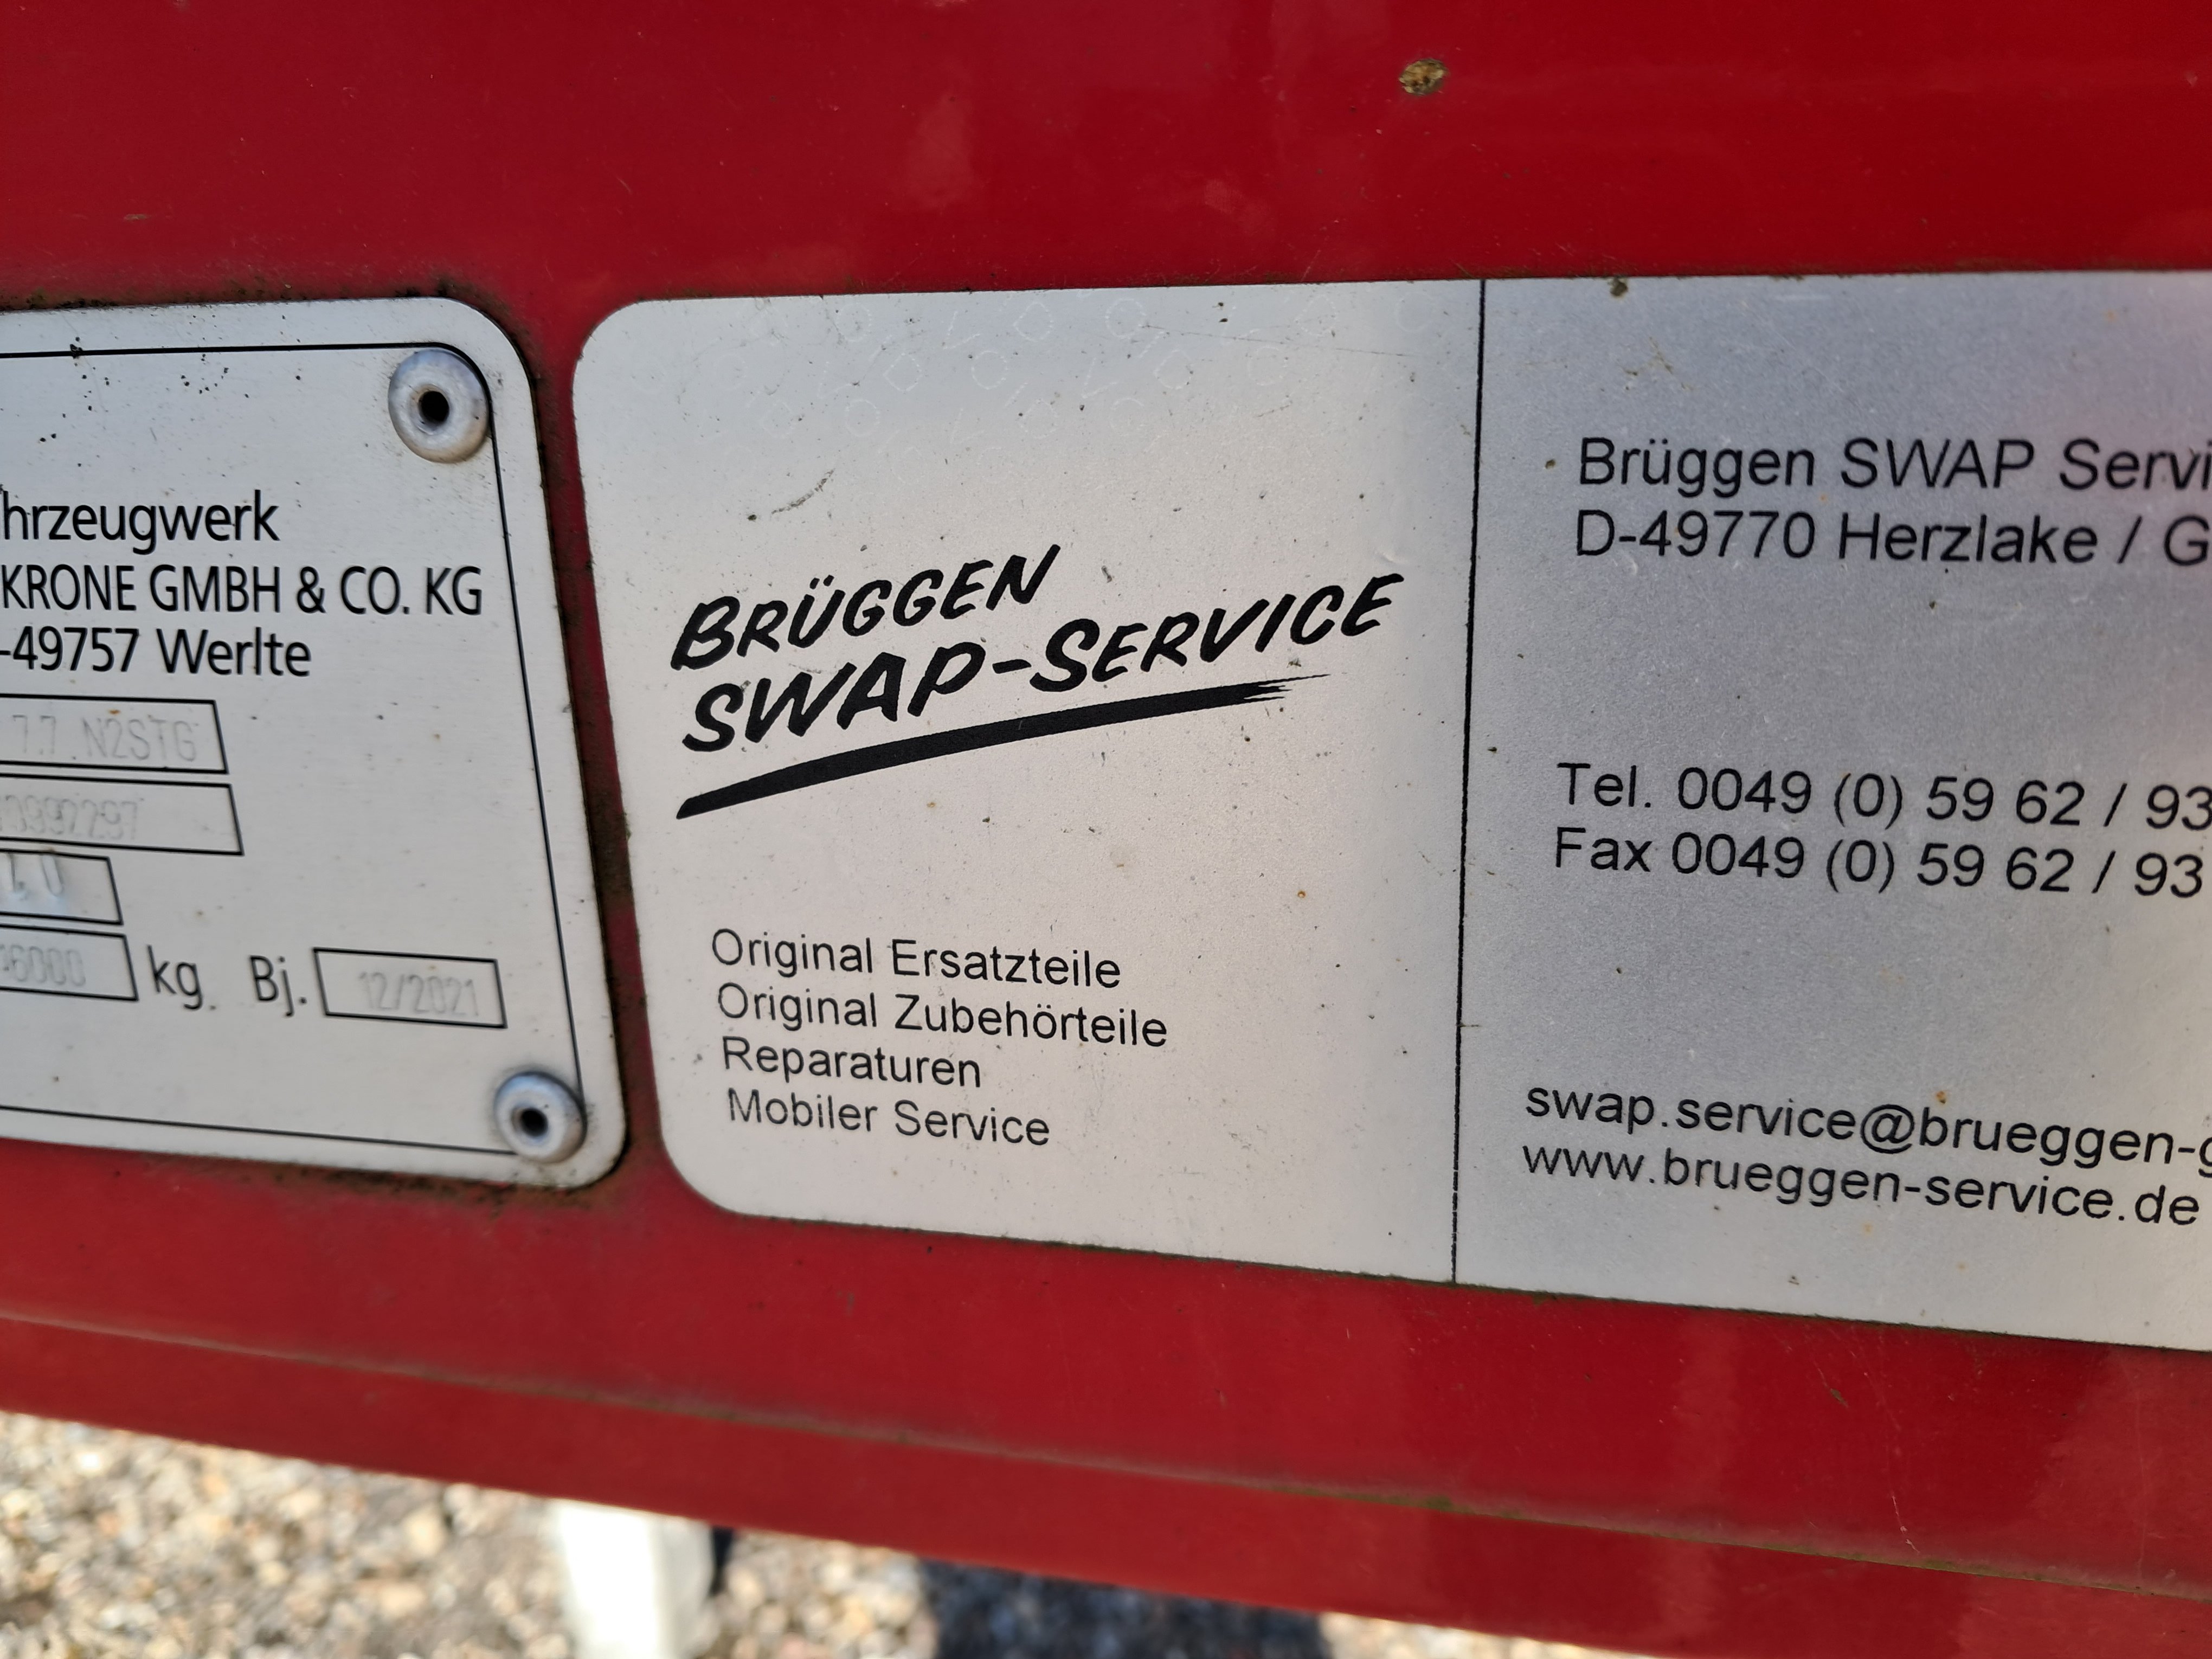 hrzeugwerk
KRONE GMBH & CO. KG
-49757 Werlte
7.7 N2STG
3992297
6000 kg Bj. 12/2021
BRÜGGEN
SWAP-SERVICE
Original Ersatzteile
Original Zubehörteile
Reparaturen
Mobiler Service
Brüggen SWAP Servi
D-49770 Herzlake / G
Tel. 0049 (0) 59 62 / 93
Fax 0049 (0) 59 62 / 93
swap.service@brueggen-g
www.brueggen-service.de